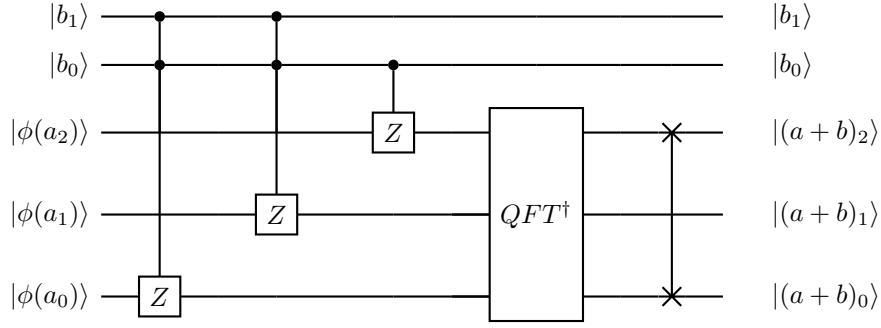 |b₁⟩ |b₁⟩
|b₀⟩ |b₀⟩
|ϕ(a₂)⟩ Z |(a + b)₂⟩
|ϕ(a₁)⟩ Z QFT† |(a + b)₁⟩
|ϕ(a₀)⟩ Z |(a + b)₀⟩